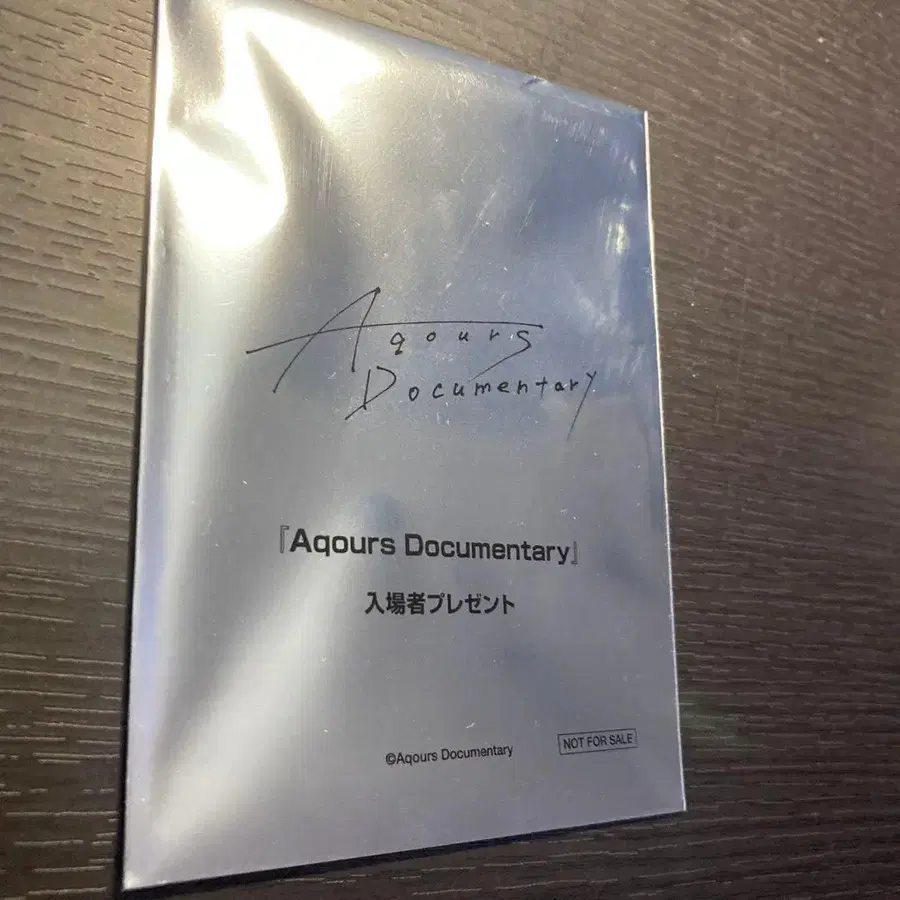 Aqours
Documentary
『Aqours Documentary』
入場者プレゼント
©Aqours Documentary
NOT FOR SALE